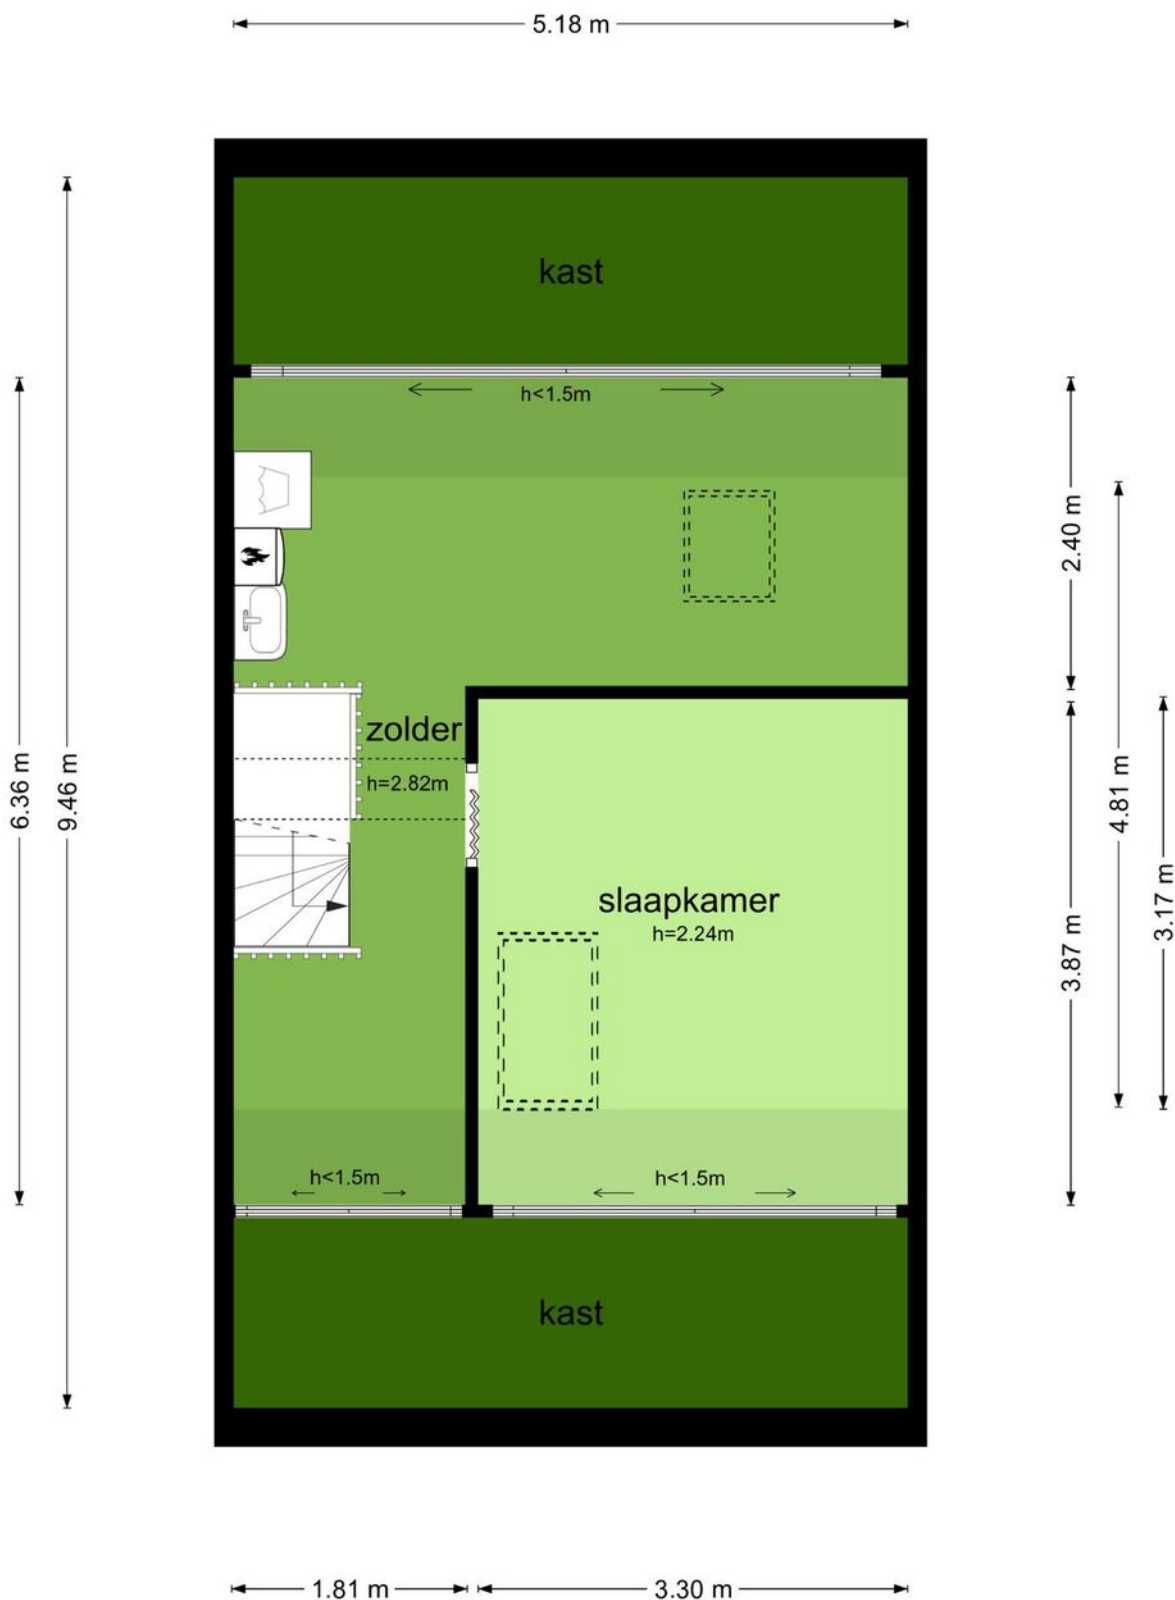 5.18 m
kast
h<1.5m
2.40 m
zolder
h=2.82m
6.36 m
9.46 m
4.81 m
3.17 m
slaapkamer
h=2.24m
3.87 m
h<1.5m
h<1.5m
kast
1.81 m
3.30 m